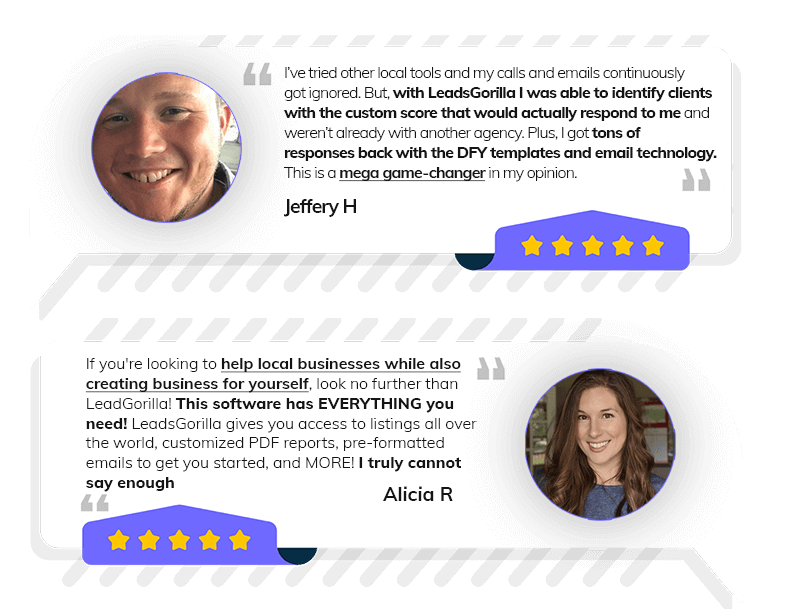 I've tried other local tools and my calls and emails continuously
got ignored. But, with LeadsGorilla I was able to identify clients
with the custom score that would actually respond to me and
weren't already with another agency. Plus, I got tons of
responses back with the DFY templates and email technology.
This is a mega game-changer in my opinion.
Jeffery H
If you're looking to help local businesses while also
creating business for yourself, look no further than
LeadGorilla! This software has EVERYTHING you
need! LeadsGorilla gives you access to listings all over
the world, customized PDF reports, pre-formatted
emails to get you started, and MORE! I truly cannot
say enough
Alicia R